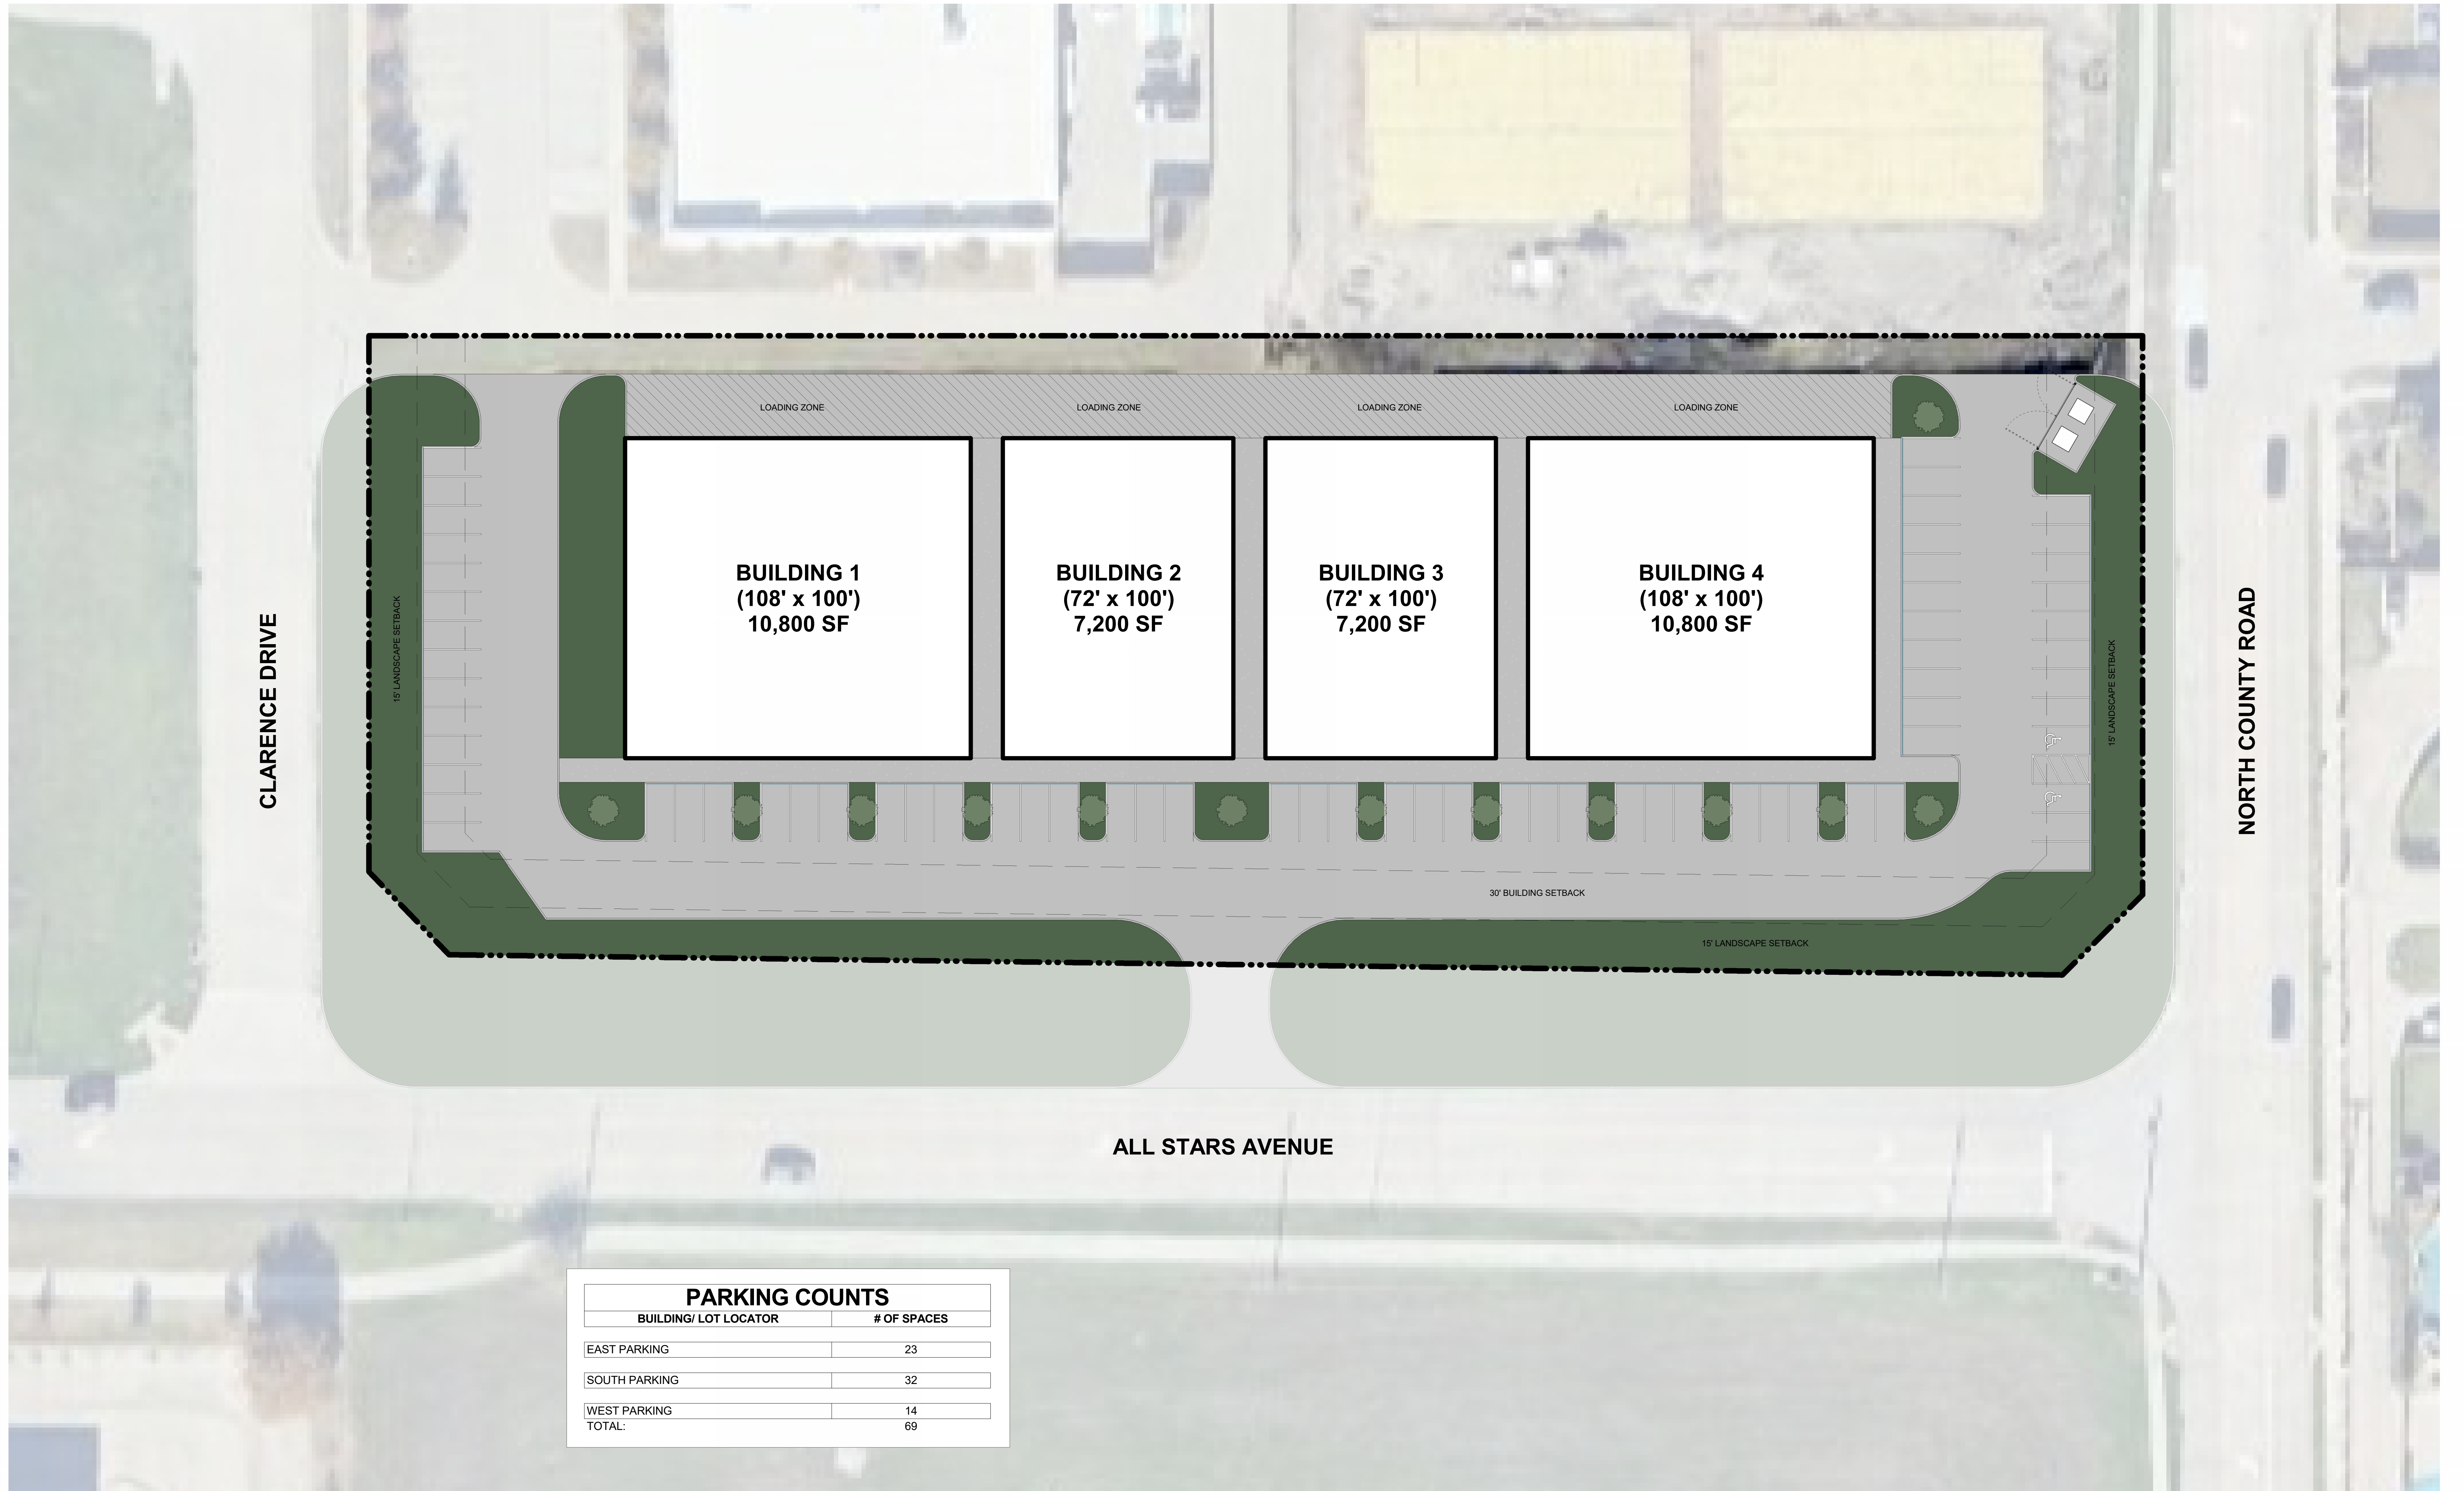 LOADING ZONE
LOADING ZONE
LOADING ZONE
LOADING ZONE
BUILDING 1
(108' x 100')
10,800 SF
BUILDING 2
(72' x 100')
7,200 SF
BUILDING 3
(72' x 100')
7,200 SF
BUILDING 4
(108' x 100')
10,800 SF
CLARENCE DRIVE
15' LANDSCAPE SETBACK
15' LANDSCAPE SETBACK
NORTH COUNTY ROAD
30' BUILDING SETBACK
15' LANDSCAPE SETBACK
ALL STARS AVENUE
PARKING COUNTS
BUILDING/ LOT LOCATOR # OF SPACES
EAST PARKING 23
SOUTH PARKING 32
WEST PARKING 14
TOTAL: 69